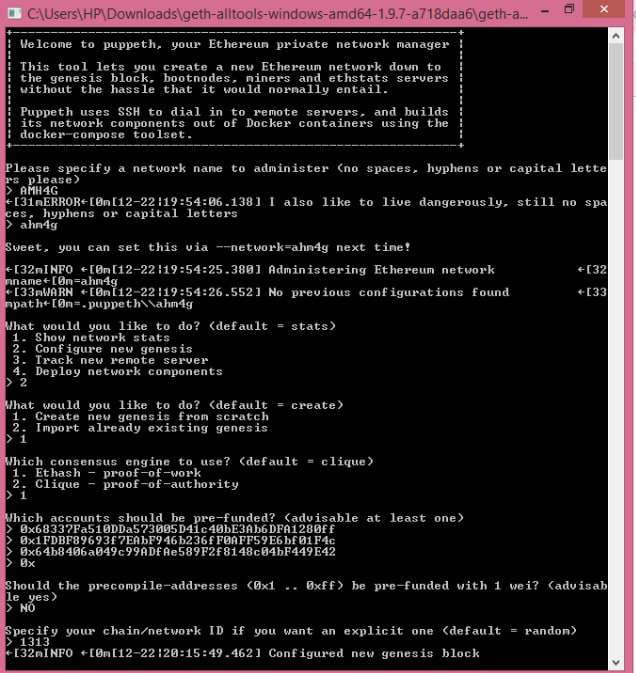 C:\Users\HP\Downloads\geth-alltools-windows-amd64-1.9.7-a718daa6\geth-a...
+-----------------------------------------------------------+
| Welcome to puppeth, your Ethereum private network manager |
|                                                           |
| This tool lets you create a new Ethereum network down to  |
| the genesis block, bootnodes, miners and ethstats servers |
| without the hassle that it would normally entail.         |
|                                                           |
| Puppeth uses SSH to dial in to remote servers, and builds |
| its network components out of Docker containers using the |
| docker-compose toolset.                                   |
+-----------------------------------------------------------+
Please specify a network name to administer (no spaces, hyphens or capital lette
rs please)
> AMH4G
←[31mERROR←[0m[12-22|19:54:06.138] I also like to live dangerously, still no spa
ces, hyphens or capital letters
> ahm4g
Sweet, you can set this via --network=ahm4g next time!
←[32mINFO ←[0m[12-22|19:54:25.380] Administering Ethereum network           ←[32
mname←[0m=ahm4g
←[33mWARN ←[0m[12-22|19:54:26.552] No previous configurations found         ←[33
mpath←[0m=.puppeth\\ahm4g
What would you like to do? (default = stats)
1. Show network stats
2. Configure new genesis
3. Track new remote server
4. Deploy network components
> 2
What would you like to do? (default = create)
1. Create new genesis from scratch
2. Import already existing genesis
> 1
Which consensus engine to use? (default = clique)
1. Ethash - proof-of-work
2. Clique - proof-of-authority
> 1
Which accounts should be pre-funded? (advisable at least one)
> 0x68337Fa510DDa573005D41c40bE3Ab6DFA1280ff
> 0x1FDBF89693f7EAbF946b236fF0AFF59E6bf01F4c
> 0x64b8406a049c99ADfAe589F2f8148c04bF449E42
> 0x
Should the precompile-addresses (0x1 .. 0xff) be pre-funded with 1 wei? (advisab
le yes)
> NO
Specify your chain/network ID if you want an explicit one (default = random)
> 1313
←[32mINFO ←[0m[12-22|20:15:49.462] Configured new genesis block